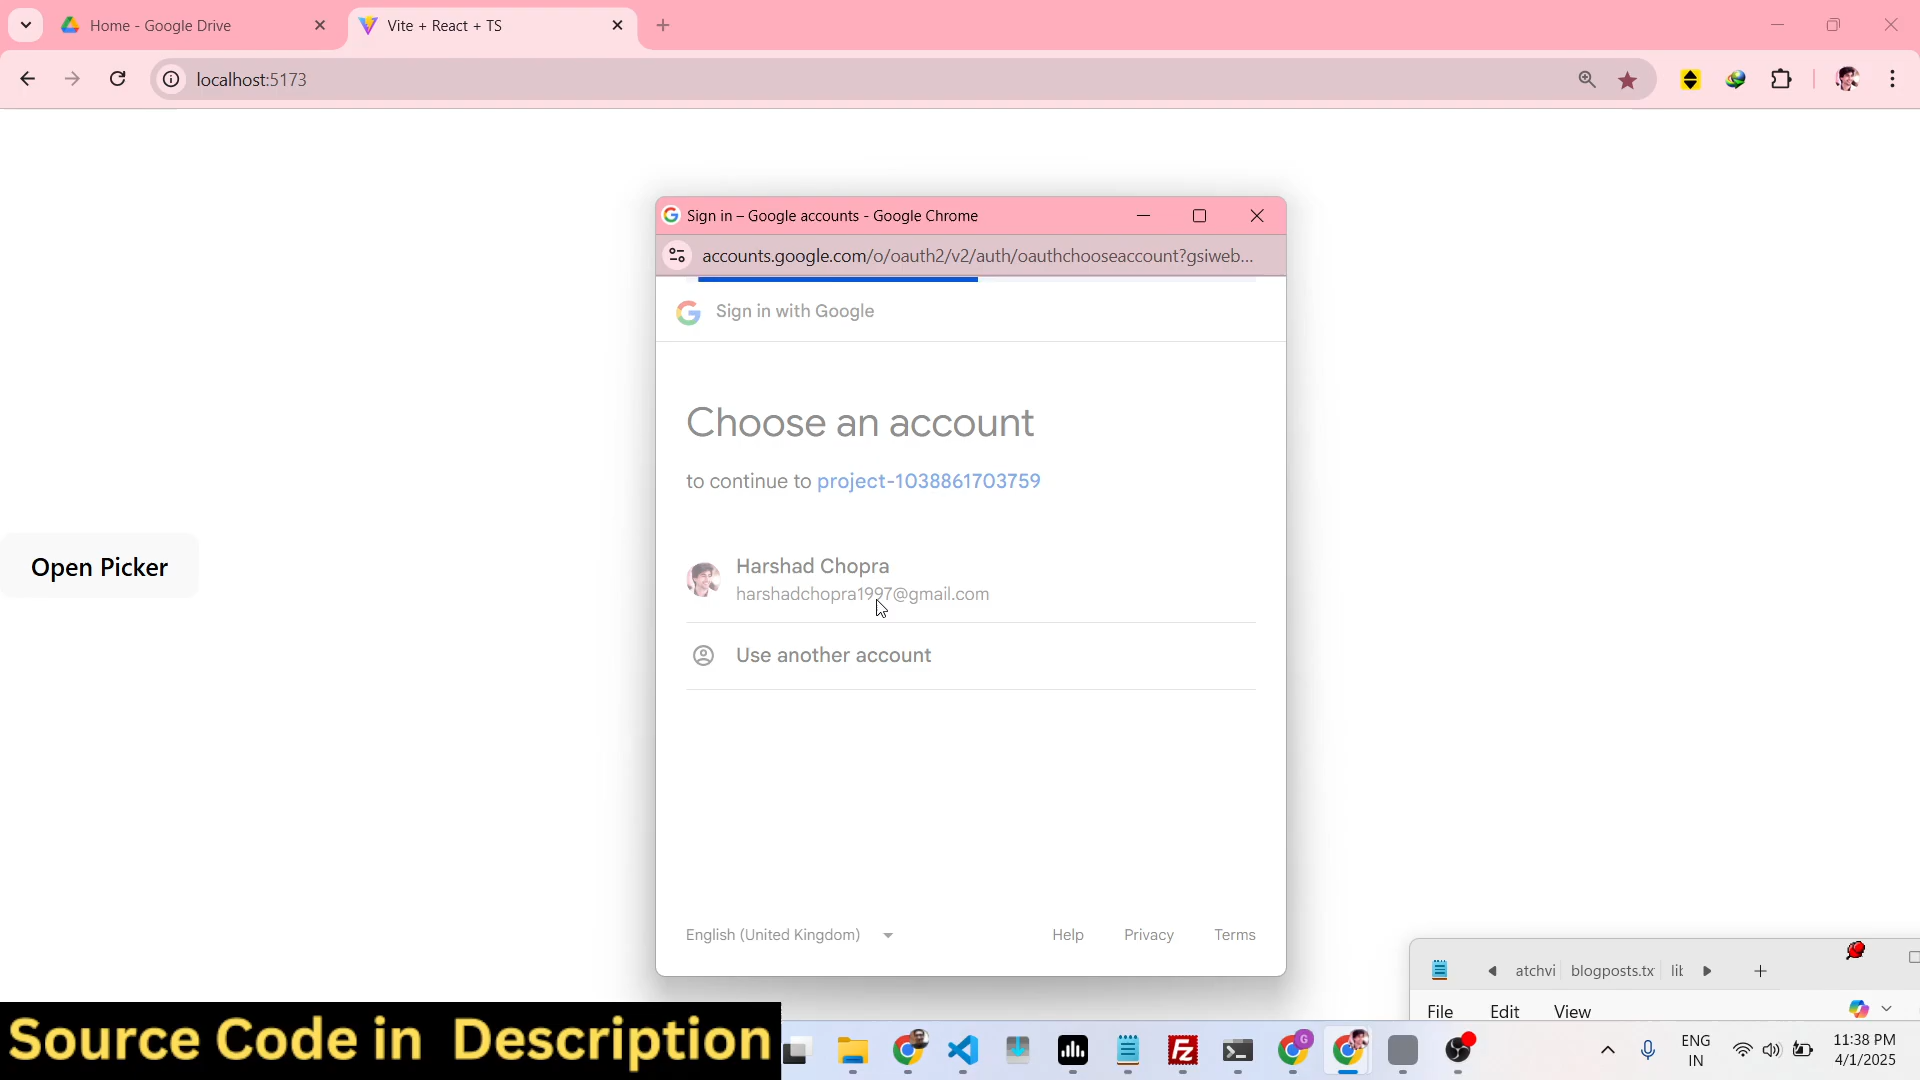 Home - Google Drive
Vite + React + TS
localhost:5173
Sign in – Google accounts - Google Chrome
accounts.google.com/o/oauth2/v2/auth/oauthchooseaccount?gsiweb...
Sign in with Google
Choose an account
to continue to project-1038861703759
Harshad Chopra
harshadchopra1997@gmail.com
Use another account
Open Picker
English (United Kingdom)
Help
Privacy
Terms
atchvi
blogposts.tx
lit
File
Edit
View
Source Code in Description
G
FZ
ENG
IN
11:38 PM
4/1/2025